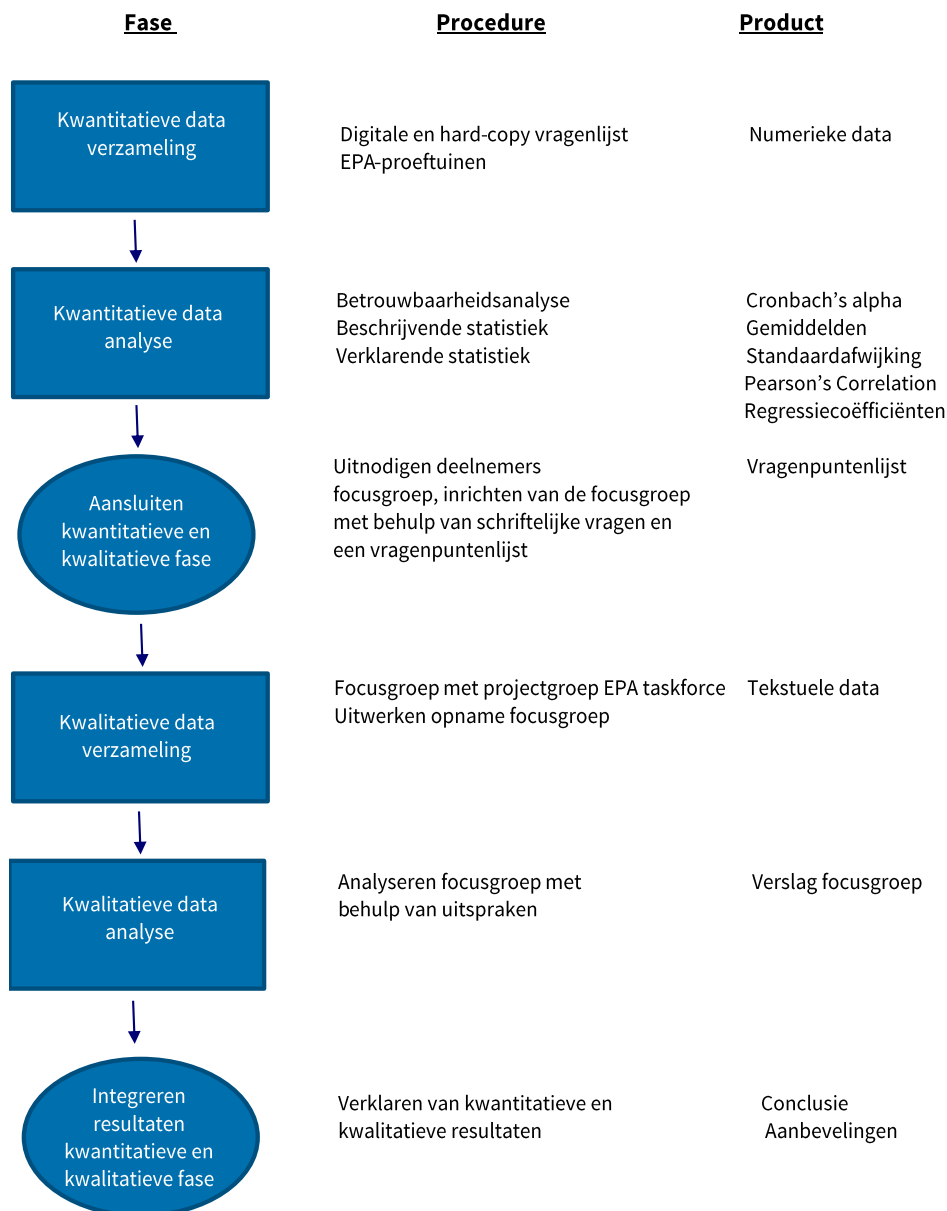 Fase
Procedure
Product
Kwantitatieve data
verzameling
Digitale en hard-copy vragenlijst
EPA-proeftuinen
Numerieke data
Kwantitatieve data
analyse
Betrouwbaarheidsanalyse
Beschrijvende statistiek
Verklarende statistiek
Cronbach’s alpha
Gemiddelden
Standaardafwijking
Pearson’s Correlation
Regressiecoëfficiënten
Aansluiten
kwantitatieve en
kwalitatieve fase
Uitnodigen deelnemers
focusgroep, inrichten van de focusgroep
met behulp van schriftelijke vragen en
een vragenpuntenlijst
Vragenpuntenlijst
Kwalitatieve data
verzameling
Focusgroep met projectgroep EPA taskforce
Uitwerken opname focusgroep
Tekstuele data
Kwalitatieve data
analyse
Analyseren focusgroep met
behulp van uitspraken
Verslag focusgroep
Integreren
resultaten
kwantitatieve en
kwalitatieve fase
Verklaren van kwantitatieve en
kwalitatieve resultaten
Conclusie
Aanbevelingen